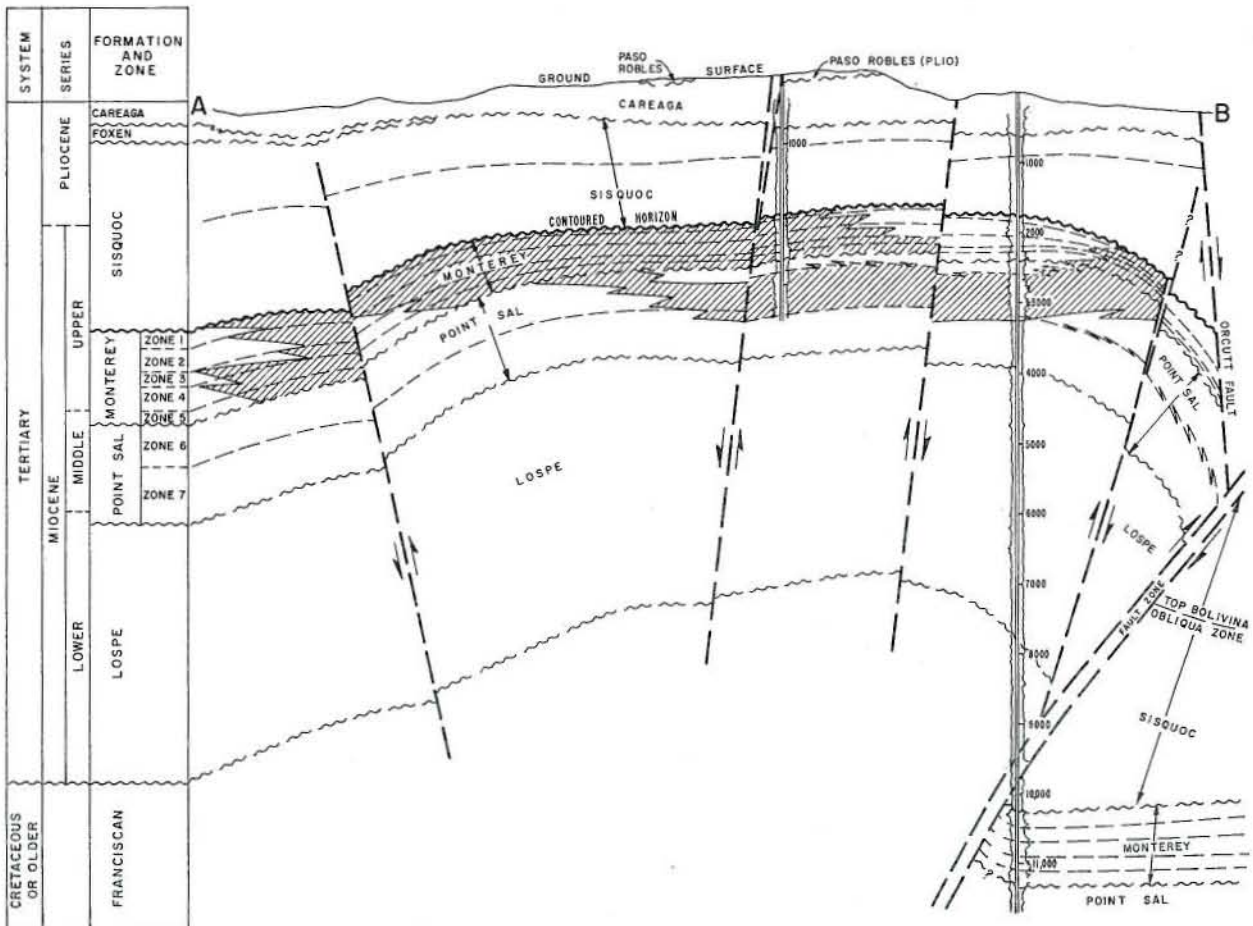 SYSTEM
SERIES
FORMATION
AND
ZONE
TERTIARY
CRETACEOUS
OR OLDER
PLIOCENE
MIOCENE
UPPER
MIDDLE
LOWER
CAREAGA
FOXEN
SISQUOC
MONTEREY
ZONE 1
ZONE 2
ZONE 3
ZONE 4
ZONE 5
POINT SAL
ZONE 6
ZONE 7
LOSPE
FRANCISCAN
A
B
GROUND SURFACE
PASO
ROBLES
PASO ROBLES (PLIO)
CAREAGA
SISQUOC
CONTOURED HORIZON
MONTEREY
POINT SAL
LOSPE
1000
1000
2000
3000
4000
5000
6000
7000
8000
9000
10,000
11,000
?
?
POINT SAL
ORCUTT FAULT
LOSPE
FAULT ZONE
TOP BOLIVINA
OBLIQUA ZONE
SISQUOC
MONTEREY
?
POINT SAL